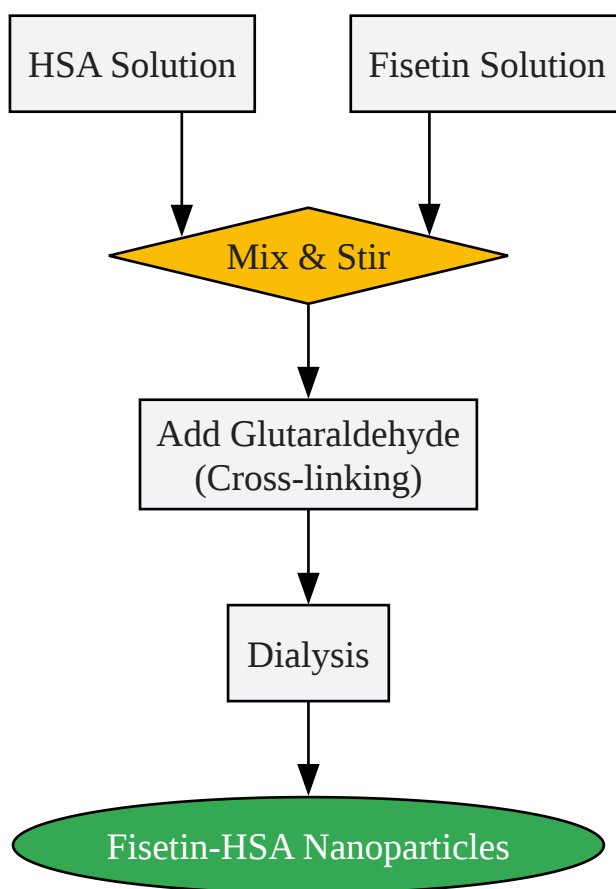 HSA Solution
Fisetin Solution
Mix & Stir
Add Glutaraldehyde
(Cross-linking)
Dialysis
Fisetin-HSA Nanoparticles